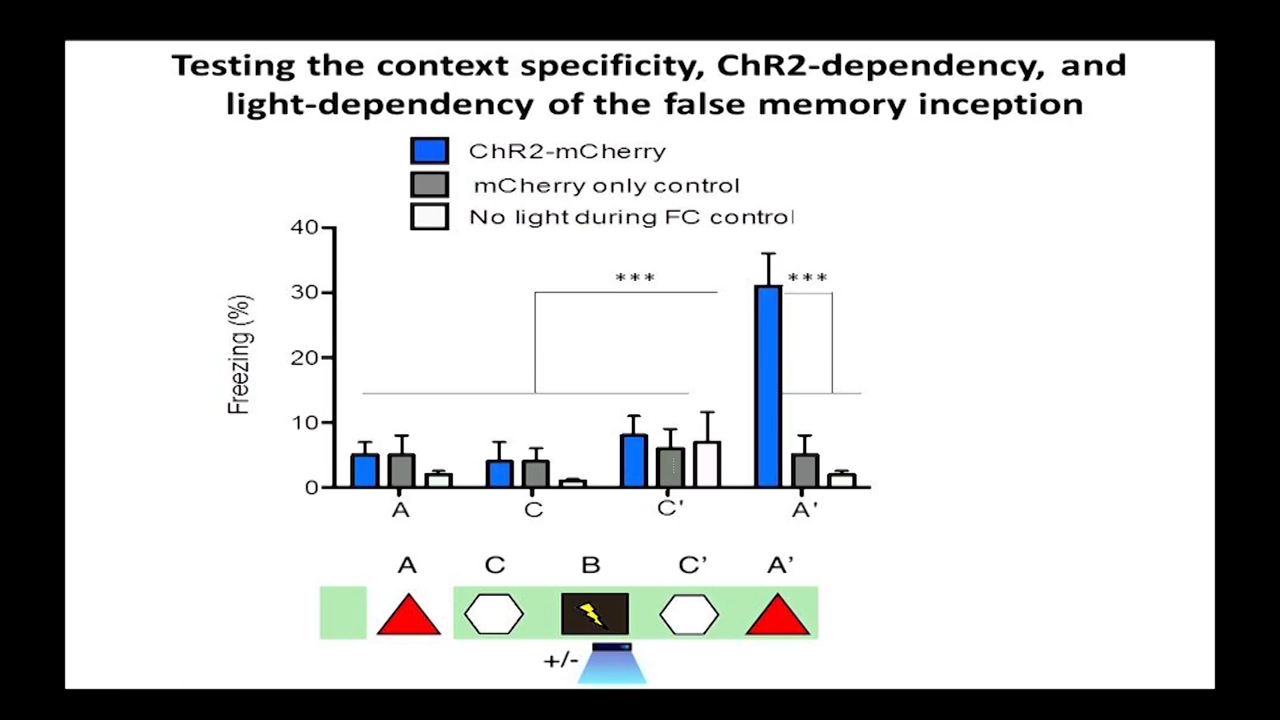 Testing the context specificity, ChR2-dependency, and
light-dependency of the false memory inception
ChR2-mCherry
mCherry only control
No light during FC control
40
30
20
10
0
Freezing (%)
***
***
A
C
C'
A'
A
C
B
C’
A’
+/-